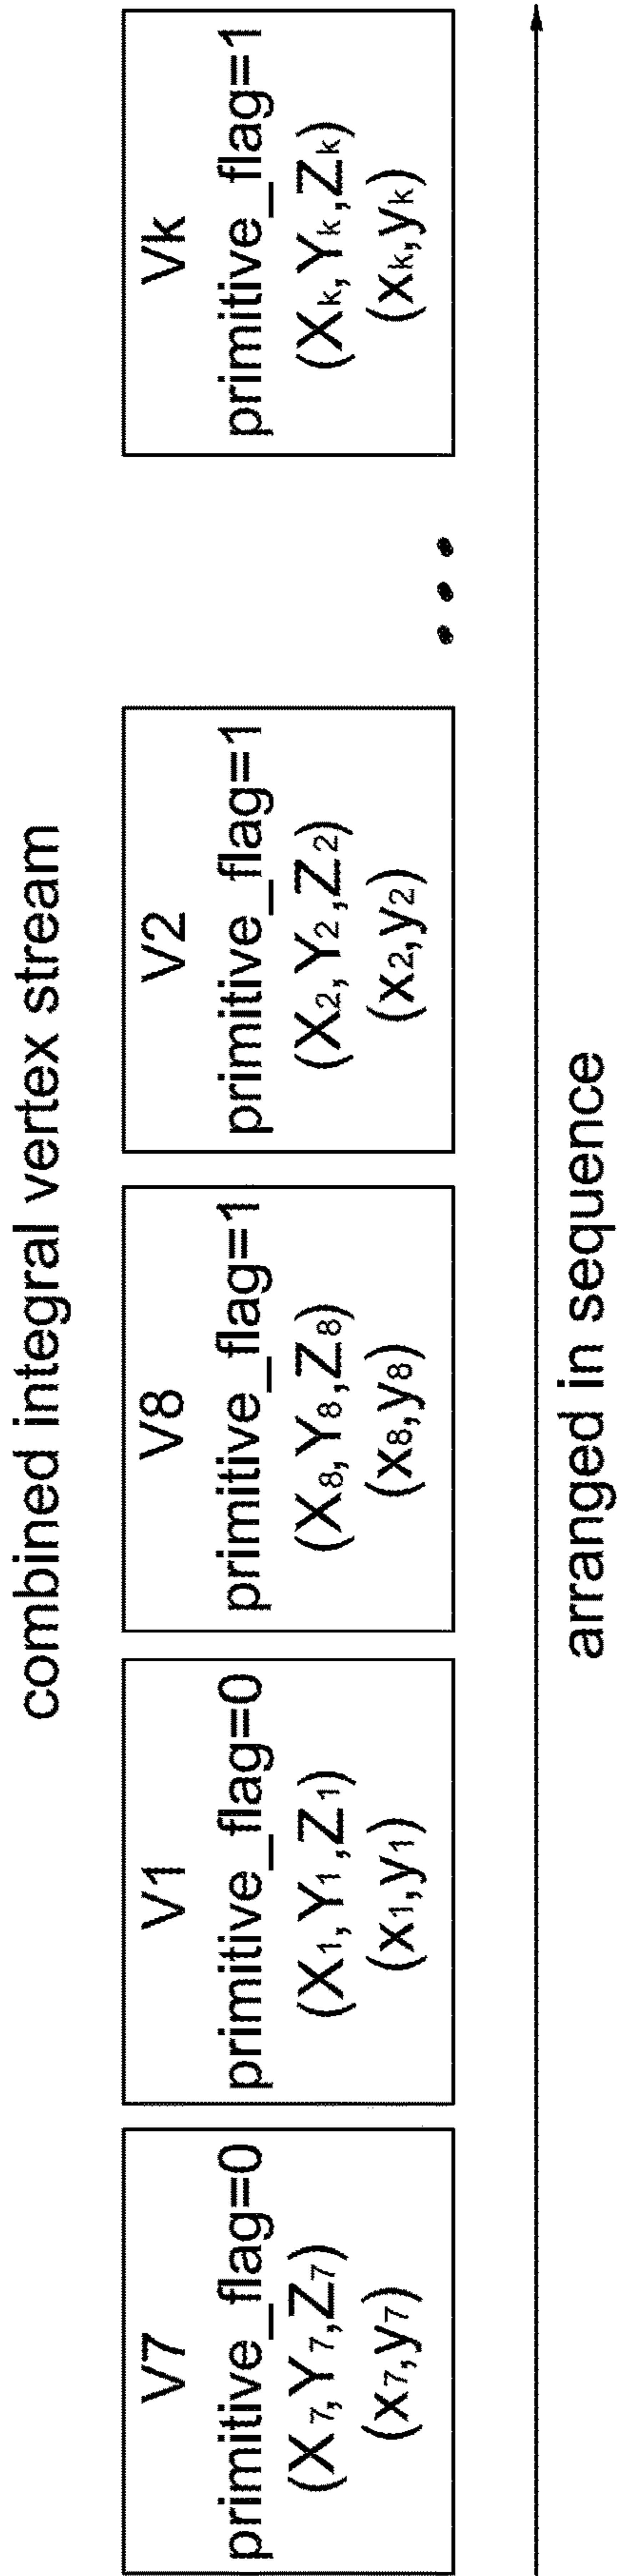 combined integral vertex stream
V7
primitive_flag=0
(X7,Y7,Z7)
(x7,y7)
V1
primitive_flag=0
(X1,Y1,Z1)
(x1,y1)
V8
primitive_flag=1
(X8,Y8,Z8)
(x8,y8)
V2
primitive_flag=1
(X2,Y2,Z2)
(x2,y2)
•••
Vk
primitive_flag=1
(Xk,Yk,Zk)
(xk,yk)
arranged in sequence